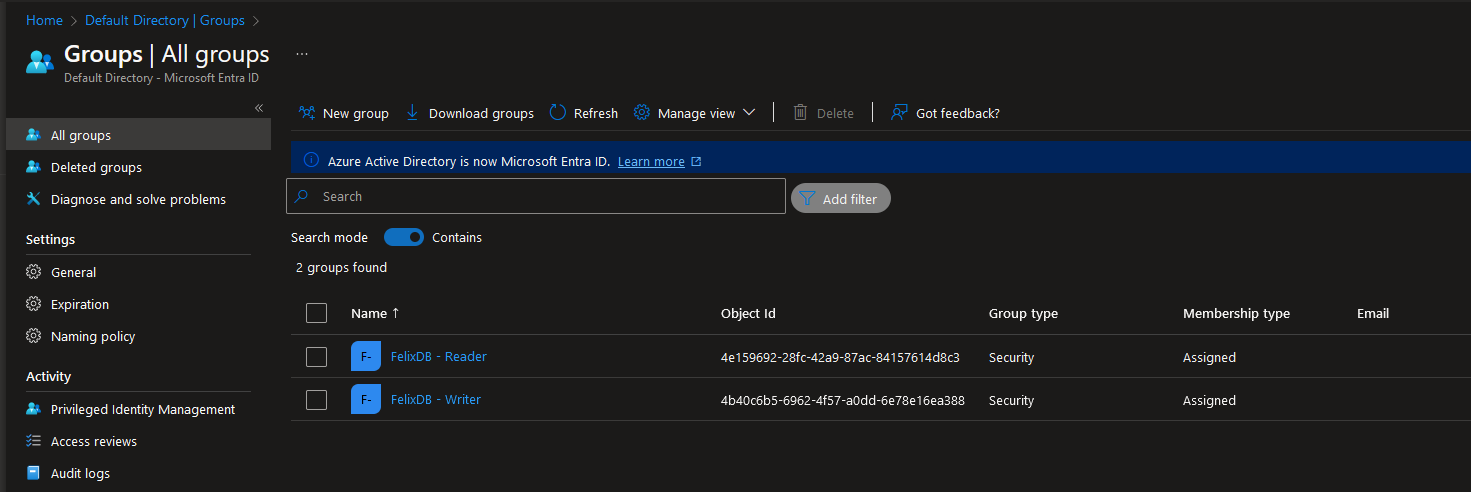 Home > Default Directory | Groups >
Groups | All groups ...
Default Directory - Microsoft Entra ID
«
All groups
Deleted groups
Diagnose and solve problems
Settings
General
Expiration
Naming policy
Activity
Privileged Identity Management
Access reviews
Audit logs
New group Download groups Refresh Manage view Delete Got feedback?
Azure Active Directory is now Microsoft Entra ID. Learn more
Search Add filter
Search mode Contains
2 groups found
Name ↑ Object Id Group type Membership type Email
F- FelixDB - Reader 4e159692-28fc-42a9-87ac-84157614d8c3 Security Assigned
F- FelixDB - Writer 4b40c6b5-6962-4f57-a0dd-6e78e16ea388 Security Assigned